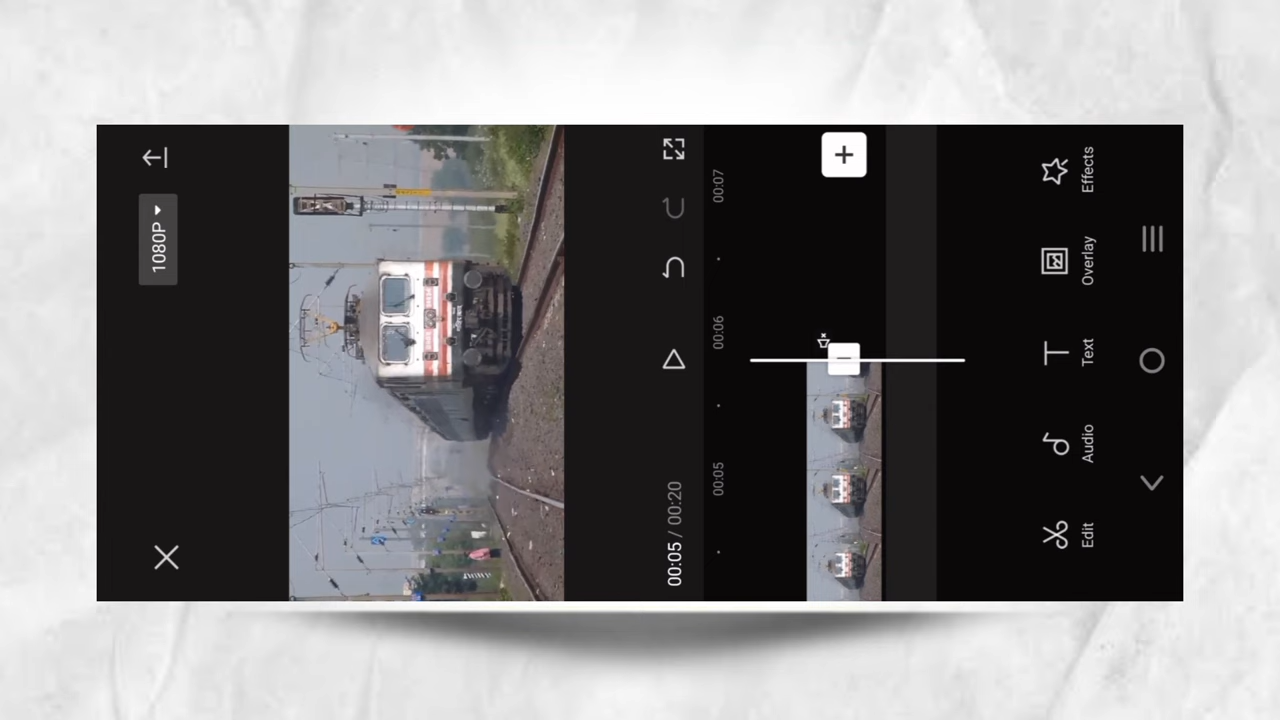 1080P
00:05 / 00:20
00:05
00:06
00:07
Edit
Audio
Text
Overlay
Effects